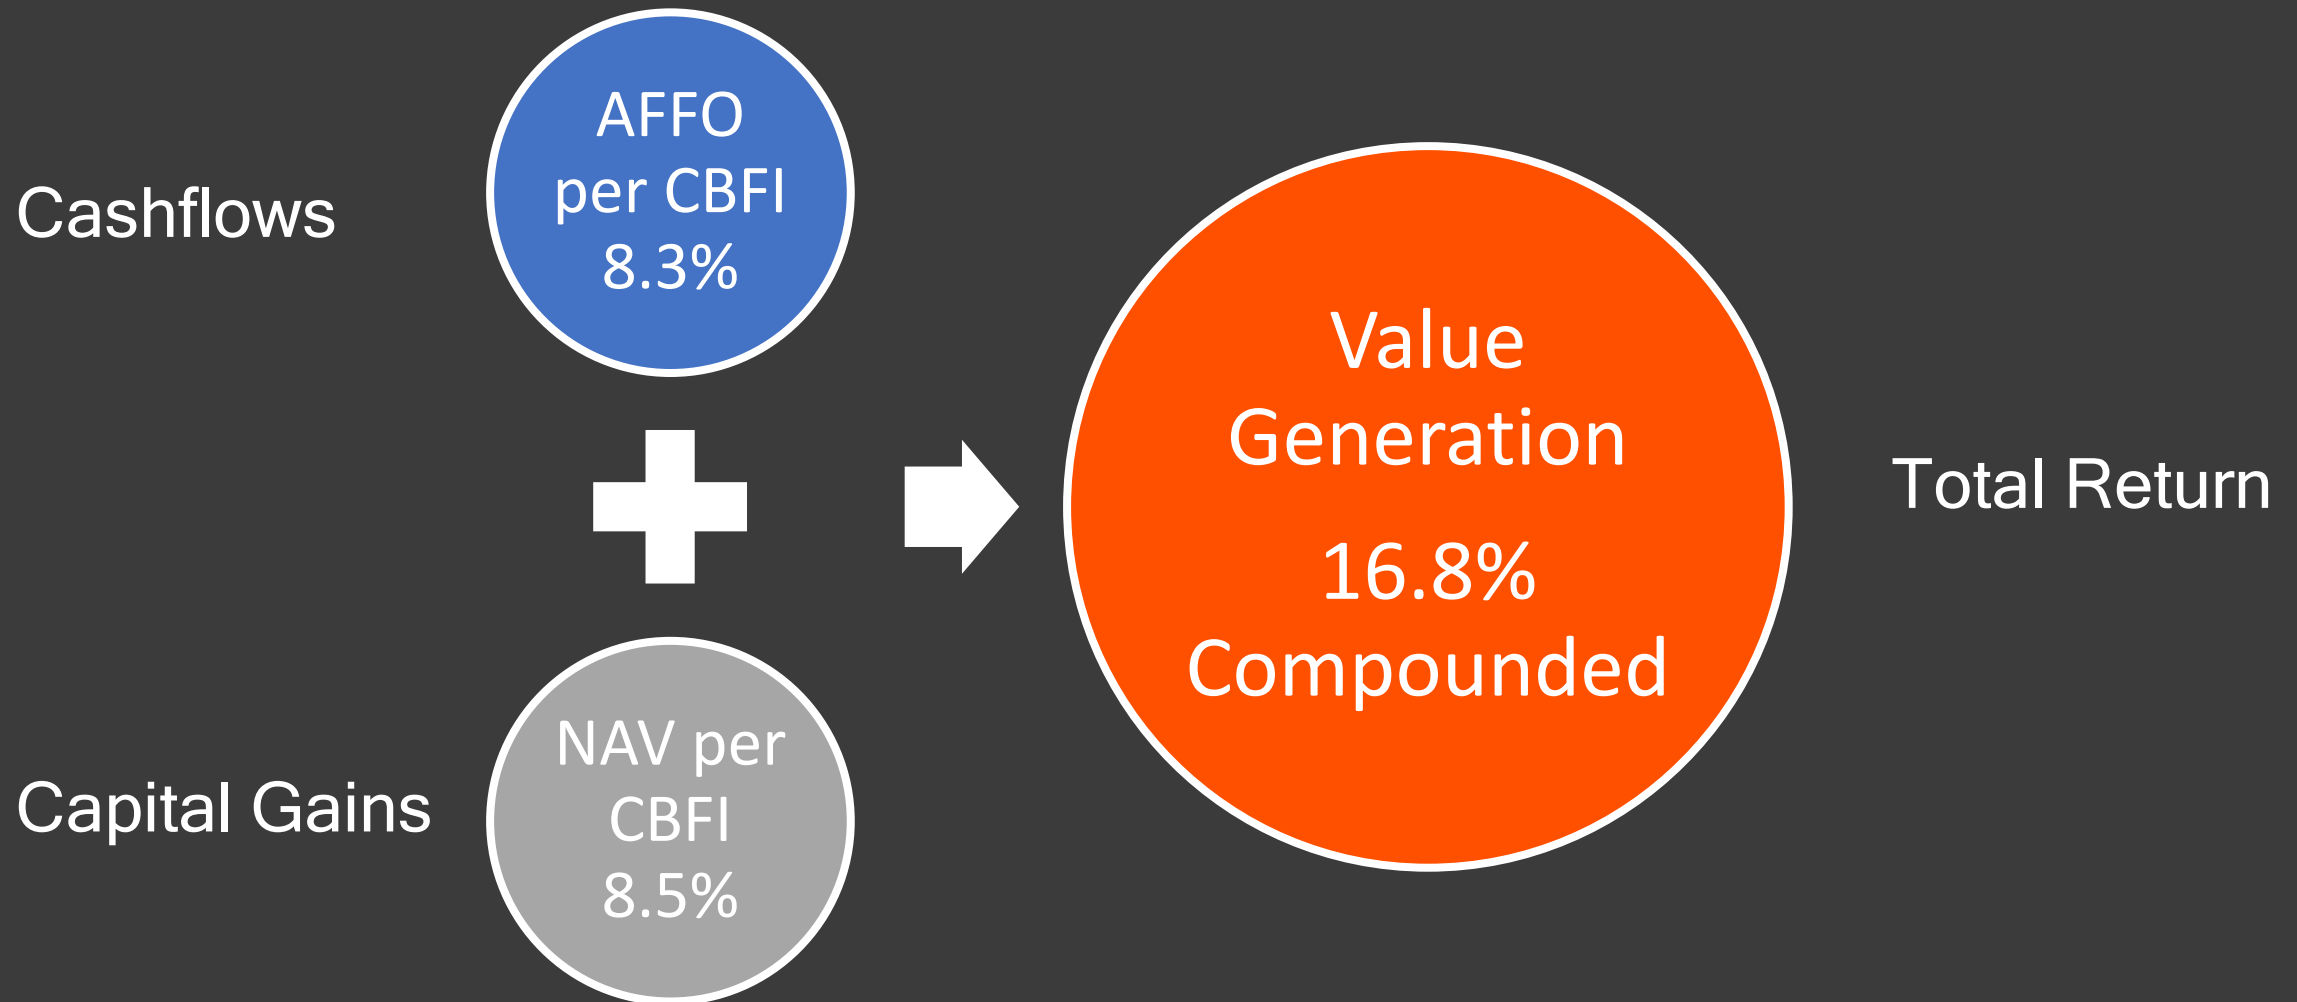 Cashflows
AFFO
per CBFI
8.3%
Capital Gains
NAV per
CBFI
8.5%
Value
Generation
16.8%
Compounded
Total Return